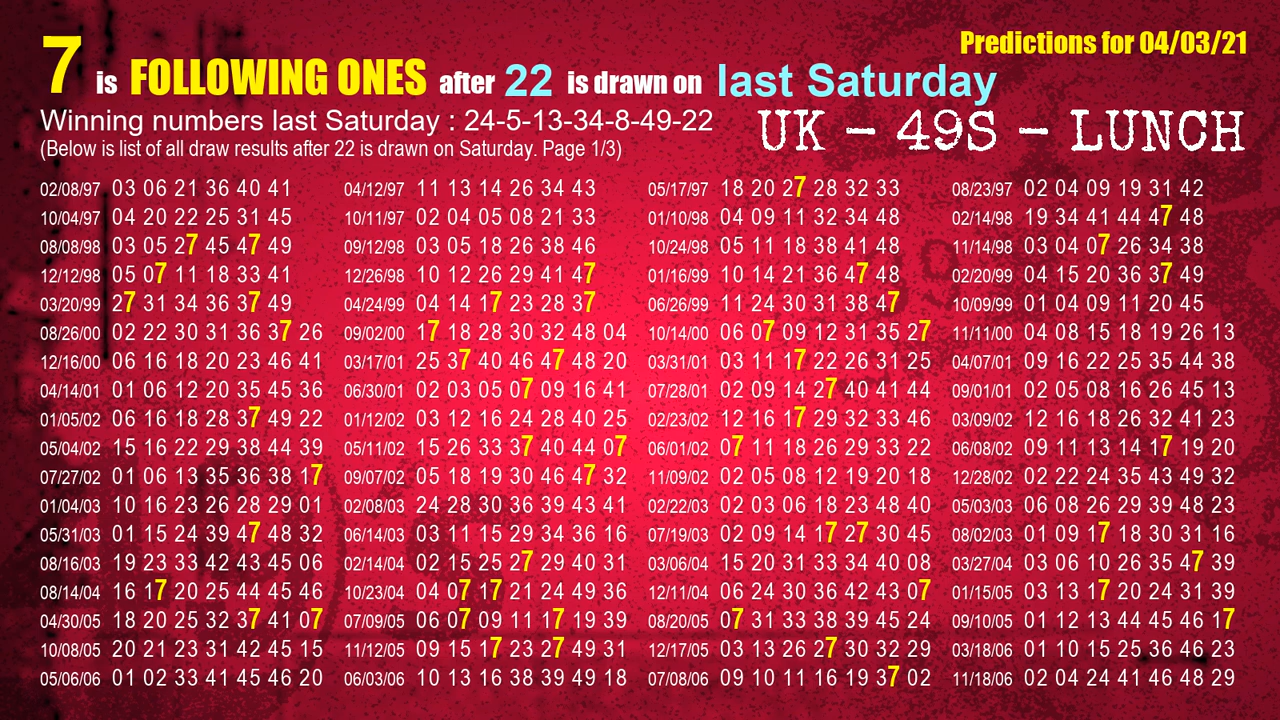 Predictions for 04/03/21
7 is FOLLOWING ONES after 22 is drawn on last Saturday
Winning numbers last Saturday : 24-5-13-34-8-49-22
UK - 49S - LUNCH
(Below is list of all draw results after 22 is drawn on Saturday. Page 1/3)
02/08/97 03 06 21 36 40 41 04/12/97 11 13 14 26 34 43 05/17/97 18 20 27 28 32 33 08/23/97 02 04 09 19 31 42
10/04/97 04 20 22 25 31 45 10/11/97 02 04 05 08 21 33 01/10/98 04 09 11 32 34 48 02/14/98 19 34 41 44 47 48
08/08/98 03 05 27 45 47 49 09/12/98 03 05 18 26 38 46 10/24/98 05 11 18 38 41 48 11/14/98 03 04 07 26 34 38
12/12/98 05 07 11 18 33 41 12/26/98 10 12 26 29 41 47 01/16/99 10 14 21 36 47 48 02/20/99 04 15 20 36 37 49
03/20/99 27 31 34 36 37 49 04/24/99 04 14 17 23 28 37 06/26/99 11 24 30 31 38 47 10/09/99 01 04 09 11 20 45
08/26/00 02 22 30 31 36 37 26 09/02/00 17 18 28 30 32 48 04 10/14/00 06 07 09 12 31 35 27 11/11/00 04 08 15 18 19 26 13
12/16/00 06 16 18 20 23 46 41 03/17/01 25 37 40 46 47 48 20 03/31/01 03 11 17 22 26 31 25 04/07/01 09 16 22 25 35 44 38
04/14/01 01 06 12 20 35 45 36 06/30/01 02 03 05 07 09 16 41 07/28/01 02 09 14 27 40 41 44 09/01/01 02 05 08 16 26 45 13
01/05/02 06 16 18 28 37 49 22 01/12/02 03 12 16 24 28 40 25 02/23/02 12 16 17 29 32 33 46 03/09/02 12 16 18 26 32 41 23
05/04/02 15 16 22 29 38 44 39 05/11/02 15 26 33 37 40 44 07 06/01/02 07 11 18 26 29 33 22 06/08/02 09 11 13 14 17 19 20
07/27/02 01 06 13 35 36 38 17 09/07/02 05 18 19 30 46 47 32 11/09/02 02 05 08 12 19 20 18 12/28/02 02 22 24 35 43 49 32
01/04/03 10 16 23 26 28 29 01 02/08/03 24 28 30 36 39 43 41 02/22/03 02 03 06 18 23 48 40 05/03/03 06 08 26 29 39 48 23
05/31/03 01 15 24 39 47 48 32 06/14/03 03 11 15 29 34 36 16 07/19/03 02 09 14 17 27 30 45 08/02/03 01 09 17 18 30 31 16
08/16/03 19 23 33 42 43 45 06 02/14/04 02 15 25 27 29 40 31 03/06/04 15 20 31 33 34 40 08 03/27/04 03 06 10 26 35 47 39
08/14/04 16 17 20 25 44 45 46 10/23/04 04 07 17 21 24 49 36 12/11/04 06 24 30 36 42 43 07 01/15/05 03 13 17 20 24 31 39
04/30/05 18 20 25 32 37 41 07 07/09/05 06 07 09 11 17 19 39 08/20/05 07 31 33 38 39 45 24 09/10/05 01 12 13 44 45 46 17
10/08/05 20 21 23 31 42 45 15 11/12/05 09 15 17 23 27 49 31 12/17/05 03 13 26 27 30 32 29 03/18/06 01 10 15 25 36 46 23
05/06/06 01 02 33 41 45 46 20 06/03/06 10 13 16 38 39 49 18 07/08/06 09 10 11 16 19 37 02 11/18/06 02 04 24 41 46 48 29